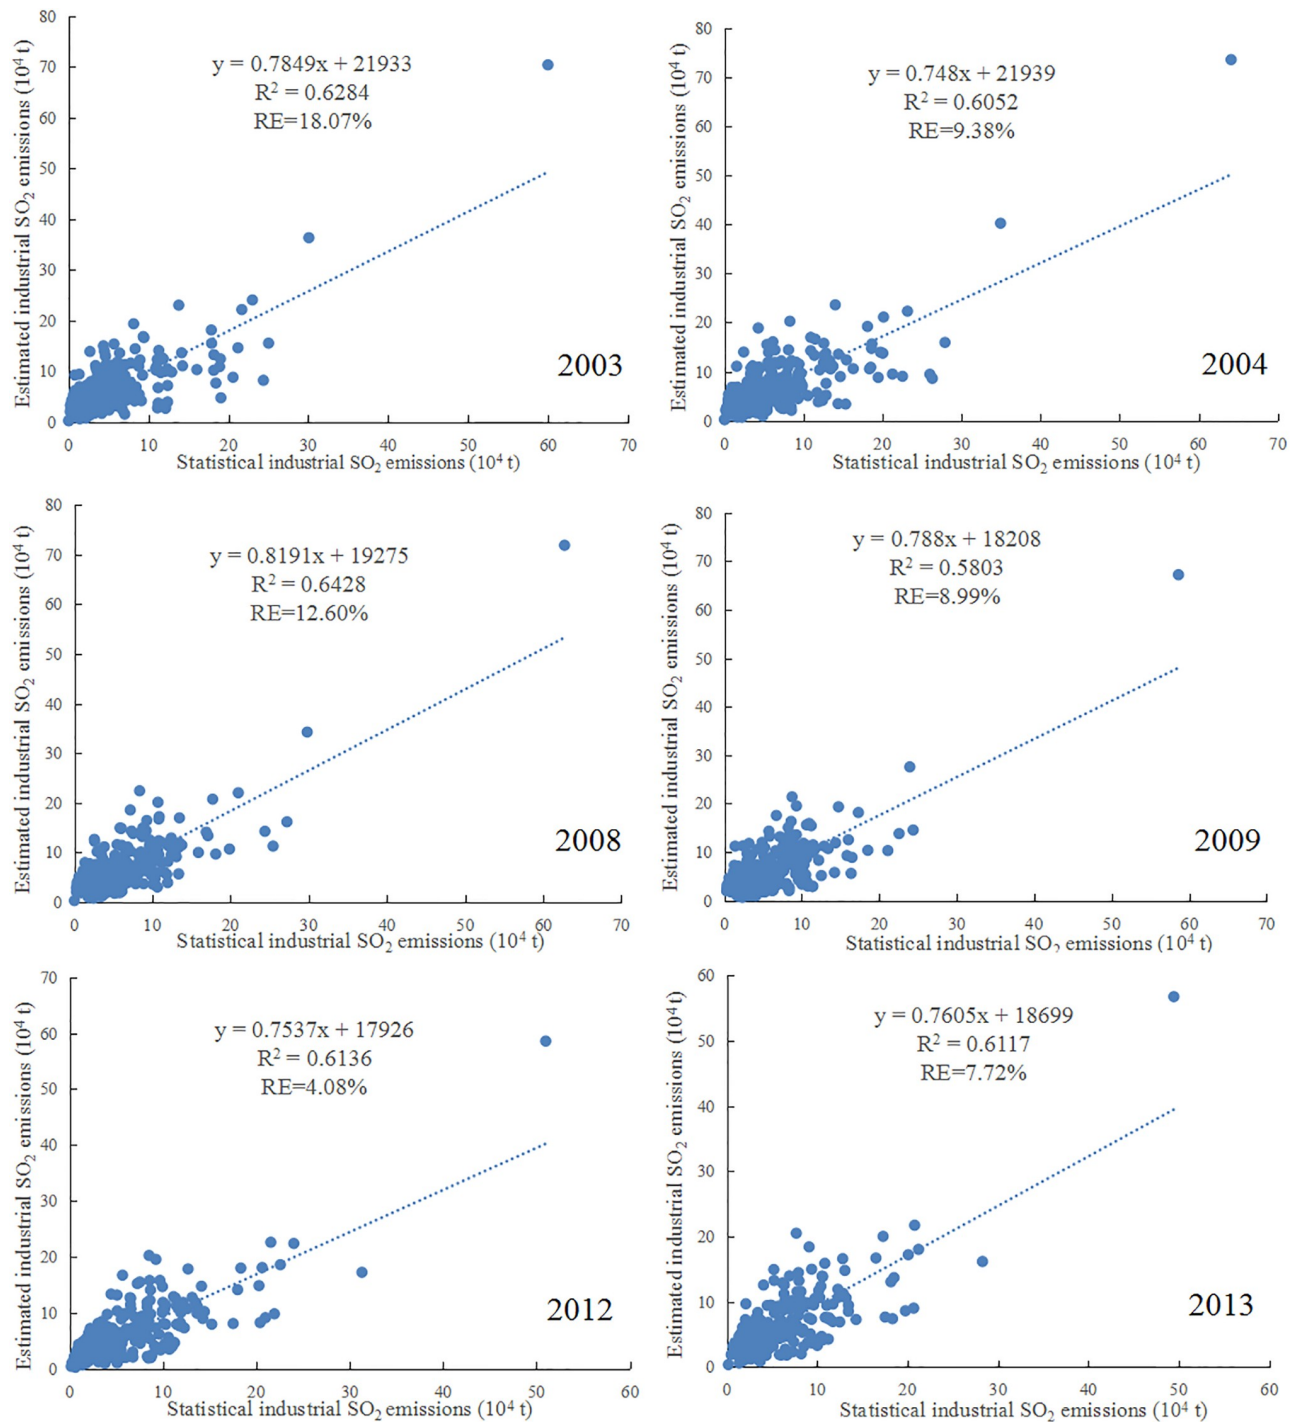 y = 0.7849x + 21933
R² = 0.6284
RE=18.07%
2003
Estimated industrial SO₂ emissions (10⁴ t)
80
70
60
50
40
30
20
10
0
0 10 20 30 40 50 60 70
Statistical industrial SO₂ emissions (10⁴ t)
y = 0.748x + 21939
R² = 0.6052
RE=9.38%
2004
Estimated industrial SO₂ emissions (10⁴ t)
80
70
60
50
40
30
20
10
0
0 10 20 30 40 50 60 70
Statistical industrial SO₂ emissions (10⁴ t)
y = 0.8191x + 19275
R² = 0.6428
RE=12.60%
2008
Estimated industrial SO₂ emissions (10⁴ t)
80
70
60
50
40
30
20
10
0
0 10 20 30 40 50 60 70
Statistical industrial SO₂ emissions (10⁴ t)
y = 0.788x + 18208
R² = 0.5803
RE=8.99%
2009
Estimated industrial SO₂ emissions (10⁴ t)
80
70
60
50
40
30
20
10
0
0 10 20 30 40 50 60 70
Statistical industrial SO₂ emissions (10⁴ t)
y = 0.7537x + 17926
R² = 0.6136
RE=4.08%
2012
Estimated industrial SO₂ emissions (10⁴ t)
70
60
50
40
30
20
10
0
0 10 20 30 40 50 60
Statistical industrial SO₂ emissions (10⁴ t)
y = 0.7605x + 18699
R² = 0.6117
RE=7.72%
2013
Estimated industrial SO₂ emissions (10⁴ t)
60
50
40
30
20
10
0
0 10 20 30 40 50 60
Statistical industrial SO₂ emissions (10⁴ t)